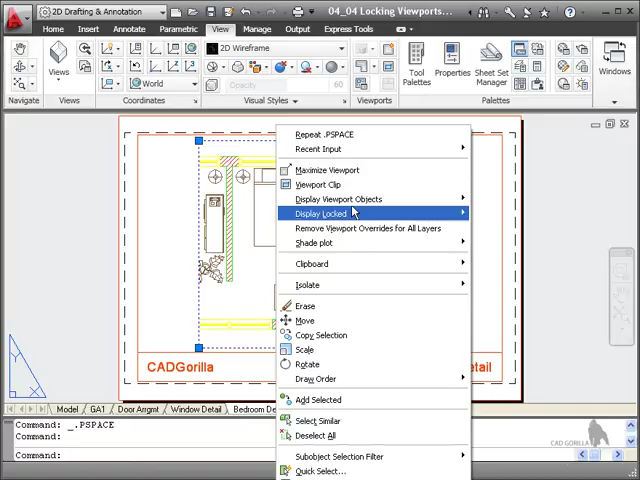 2D Drafting & Annotation
04_04 Locking Viewports...
Home
Insert
Annotate
Parametric
View
Manage
Output
Express Tools
Views
2D Wireframe
Opacity
60
Tool
Palettes
Properties
Sheet Set
Manager
Windows
Navigate
Views
Coordinates
Visual Styles
Viewports
Palettes
Repeat .PSPACE
Recent Input
Maximize Viewport
Viewport Clip
Display Viewport Objects
Display Locked
Remove Viewport Overrides for All Layers
Shade plot
Clipboard
Isolate
Erase
Move
Copy Selection
Scale
Rotate
Draw Order
Add Selected
Select Similar
Deselect All
Subobject Selection Filter
Quick Select...
Y
X
CADGorilla
etail
Model
GA1
Door Arrgmt
Window Detail
Bedroom De
Command: _.PSPACE
Command:
Command:
CAD GORILLA